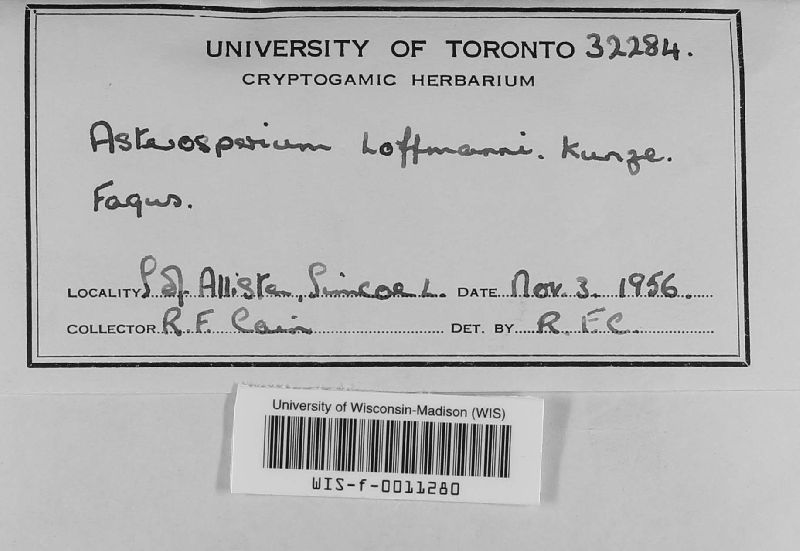 UNIVERSITY OF TORONTO 32284.
CRYPTOGAMIC HERBARIUM
Asterosporium hoffmanni. Kunze.
Fagus.
LOCALITY S of Allister, Simcoe L. DATE Nov. 3. 1956.
COLLECTOR R. F. Cain DET. BY R. F. C.
University of Wisconsin-Madison (WIS)
WIS-f-0011280